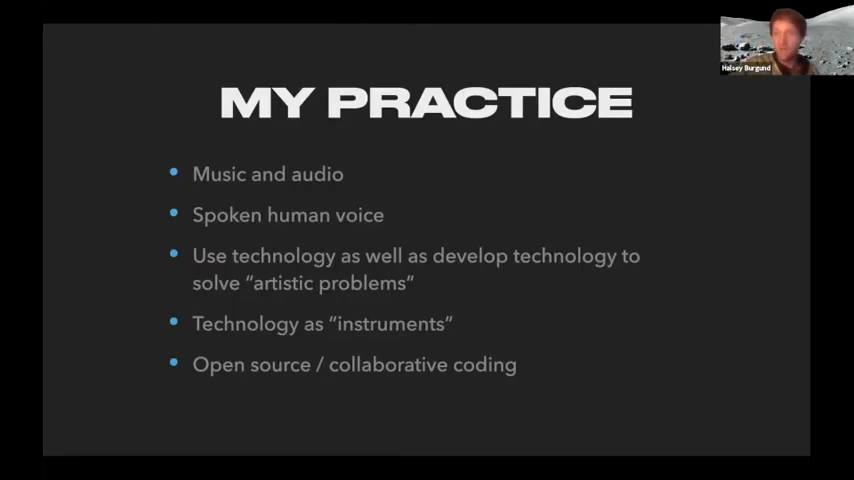 MY PRACTICE
Halsey Burgund
• Music and audio
• Spoken human voice
• Use technology as well as develop technology to
solve “artistic problems“
• Technology as “instruments“
• Open source / collaborative coding